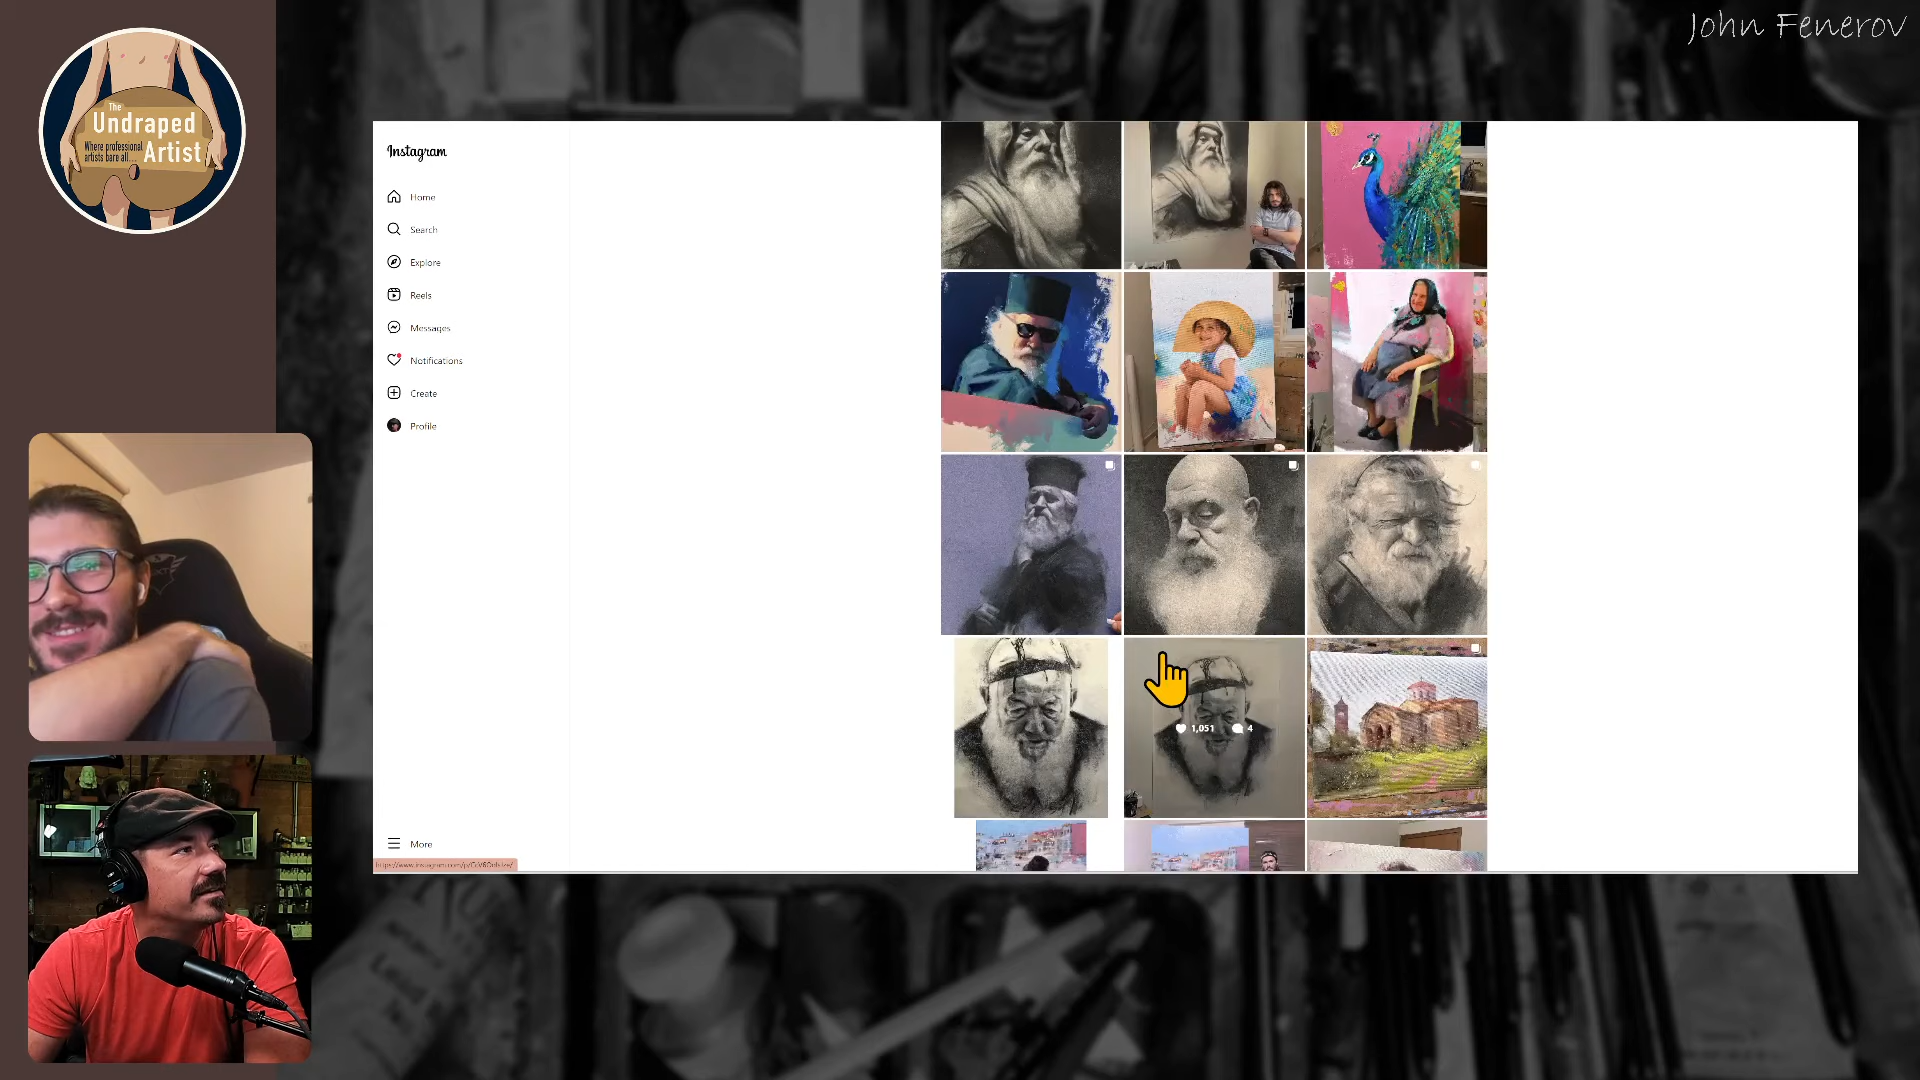 John Fenerov
The
Undraped
Where professional
artists bare all....
Artist
Instagram
Home
Search
Explore
Reels
Messages
Notifications
Create
Profile
1,051
4
More